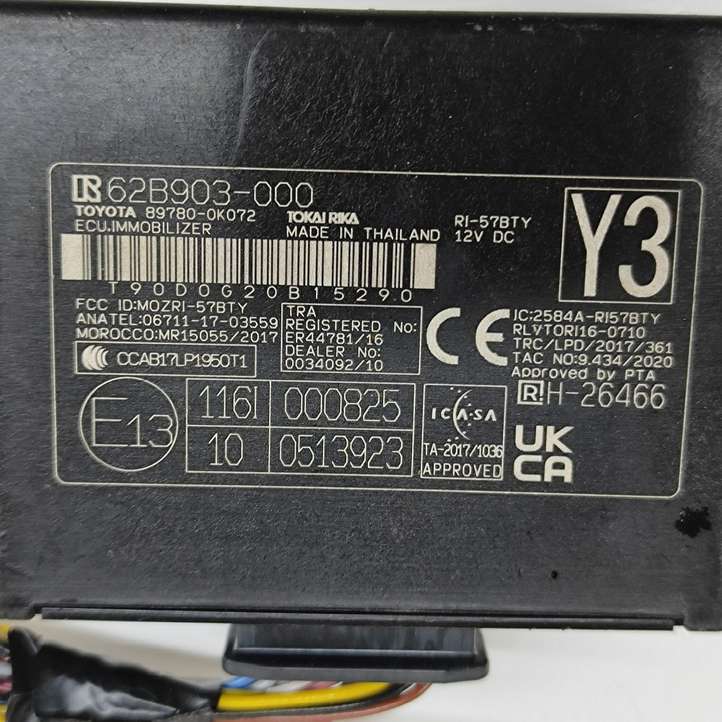 62B903-000
TOYOTA 89780-0K072 TOKAI RIKA RI-57BTY
ECU.IMMOBILIZER MADE IN THAILAND 12V DC
Y3
T90D0G20B15290
FCC ID:MOZRI-57BTY
ANATEL:06711-17-03559
MOROCCO:MR15055/2017
CCAB17LP1950T1
TRA
REGISTERED No:
ER44781/16
DEALER No:
0034092/10
CE
IC:2584A-RI57BTY
RLVTORI16-0710
TRC/LPD/2017/361
TAC NO:9.434/2020
Approved by PTA
R H-26466
E13
116I 000825
10 0513923
ICASA
TA-2017/1036
APPROVED
UK
CA